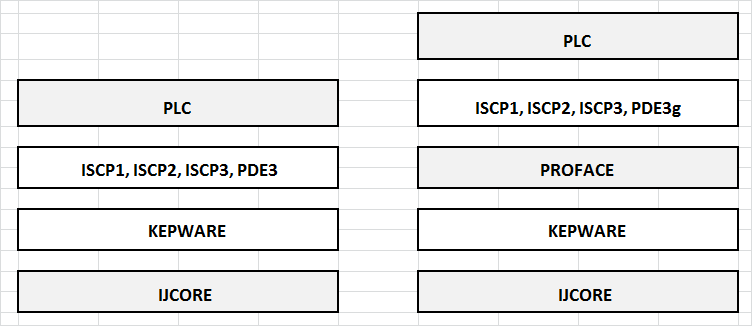 PLC
ISCP1, ISCP2, ISCP3, PDE3
KEPWARE
IJCORE
PLC
ISCP1, ISCP2, ISCP3, PDE3g
PROFACE
KEPWARE
IJCORE